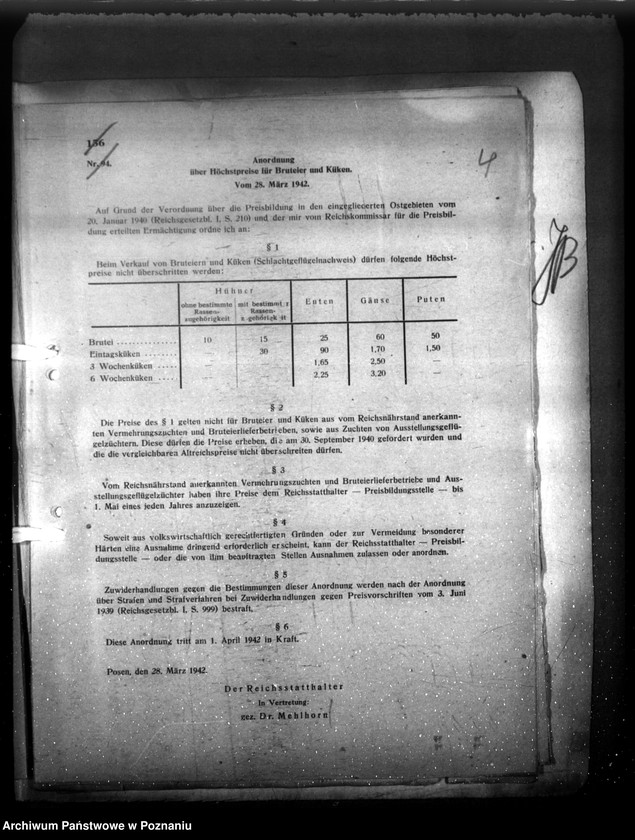 136
Nr. 94.
4
Anordnung
über Höchstpreise für Bruteier und Küken.
Vom 28. März 1942.
Auf Grund der Verordnung über die Preisbildung in den eingegliederten Ostgebieten vom
20. Januar 1940 (Reichsgesetzbl. I. S. 210) und der mir vom Reichskommissar für die Preisbil-
dung erteilten Ermächtigung ordne ich an:
§ 1
Beim Verkauf von Bruteiern und Küken (Schlachtgeflügelnachweis) dürfen folgende Höchst-
preise nicht überschritten werden:
Hühner
ohne bestimmte Rassen- zugehörigkeit
mit bestimmt. r Rassen-
Enten Gänse Puten
Brutei 10 15 25 60 50
Eintagsküken — 30 90 1,70 1,50
3 Wochenküken — — 1,65 2,50 —
6 Wochenküken — — 2,25 3,20 —
§ 2
Die Preise des § 1 gelten nicht für Bruteier und Küken aus vom Reichsnährstand anerkann-
ten Vermehrungszuchten und Bruteierlieferbetrieben, sowie aus Zuchten von Ausstellungsgeflü-
gelzüchtern. Diese dürfen die Preise erheben, die am 30. September 1940 gefordert wurden und
die die vergleichbaren Altreichspreise nicht überschreiten dürfen.
§ 3
Vom Reichsnährstand anerkannten Vermehrungszuchten und Bruteierlieferbetriebe und Aus-
stellungsgeflügelzüchter haben ihre Preise dem Reichsstatthalter — Preisbildungsstelle — bis
1. Mai eines jeden Jahres anzuzeigen.
§ 4
Soweit aus volkswirtschaftlich gerechtfertigten Gründen oder zur Vermeidung besonderer
Härten eine Ausnahme dringend erforderlich erscheint, kann der Reichsstatthalter — Preisbil-
dungsstelle — oder die von ihm beauftragten Stellen Ausnahmen zulassen oder anordnen.
§ 5
Zuwiderhandlungen gegen die Bestimmungen dieser Anordnung werden nach der Anordnung
über Strafen und Strafverfahren bei Zuwiderhandlungen gegen Preisvorschriften vom 3. Juni
1939 (Reichsgesetzbl. I. S. 999) bestraft.
§ 6
Diese Anordnung tritt am 1. April 1942 in Kraft.
Posen, den 28. März 1942.
Der Reichsstatthalter
In Vertretung:
gez. Dr. Mehlhorn
Archiwum Państwowe w Poznaniu